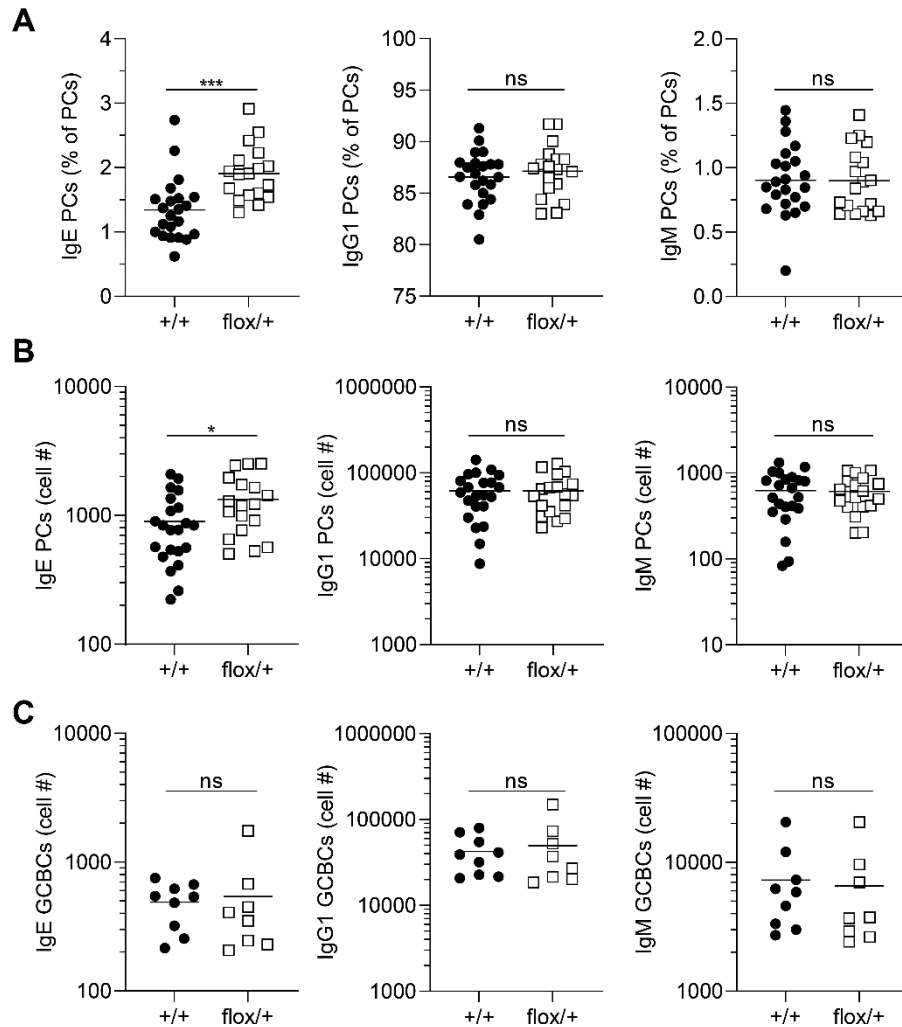 A
IgE PCs (% of PCs)
4
3
2
1
0
***
+/+
flox/+
IgG1 PCs (% of PCs)
100
95
90
85
80
75
ns
+/+
flox/+
IgM PCs (% of PCs)
2.0
1.5
1.0
0.5
0.0
ns
+/+
flox/+
B
IgE PCs (cell #)
10000
1000
100
*
+/+
flox/+
IgG1 PCs (cell #)
1000000
100000
10000
1000
ns
+/+
flox/+
IgM PCs (cell #)
10000
1000
100
10
ns
+/+
flox/+
C
IgE GCBCs (cell #)
10000
1000
100
ns
+/+
flox/+
IgG1 GCBCs (cell #)
1000000
100000
10000
1000
ns
+/+
flox/+
IgM GCBCs (cell #)
100000
10000
1000
ns
+/+
flox/+